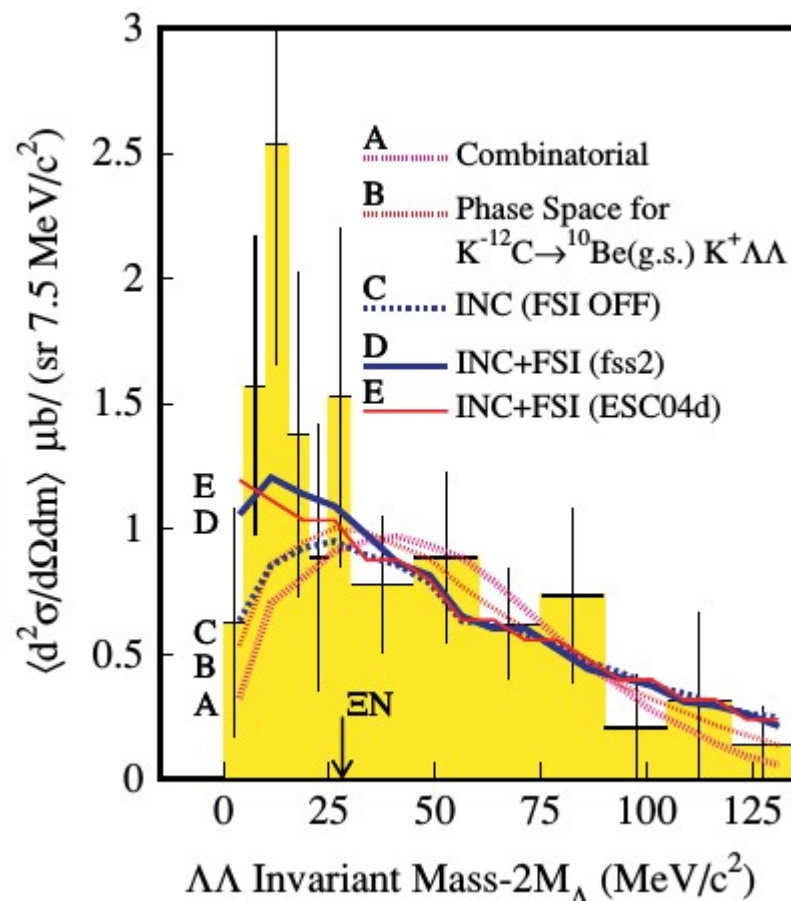 3
2.5
2
1.5
1
0.5
0
⟨d²σ/dΩdm⟩ μb/ (sr 7.5 MeV/c²)
A Combinatorial
B Phase Space for
K⁻¹²C→¹⁰Be(g.s.) K⁺ΛΛ
C INC (FSI OFF)
D INC+FSI (fss2)
E INC+FSI (ESC04d)
E
D
C
B
A
ΞN
0 25 50 75 100 125
ΛΛ Invariant Mass-2M_Λ (MeV/c²)